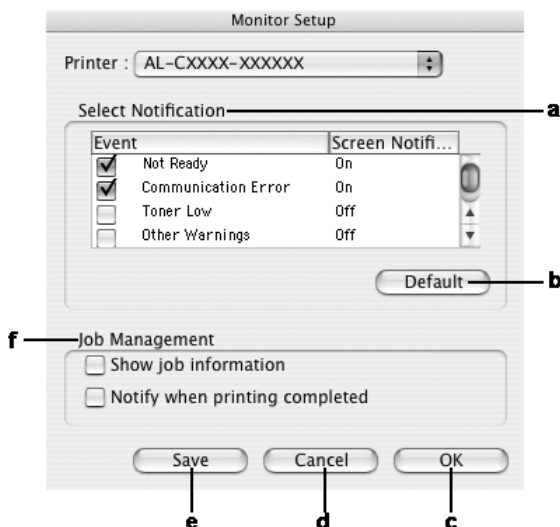 Monitor Setup
Printer : AL-CXXXX-XXXXXX
Select Notification a
Event Screen Notifi...
Not Ready On
Communication Error On
Toner Low Off
Other Warnings Off
Default b
f Job Management
Show job information
Notify when printing completed
Save Cancel OK
e d c